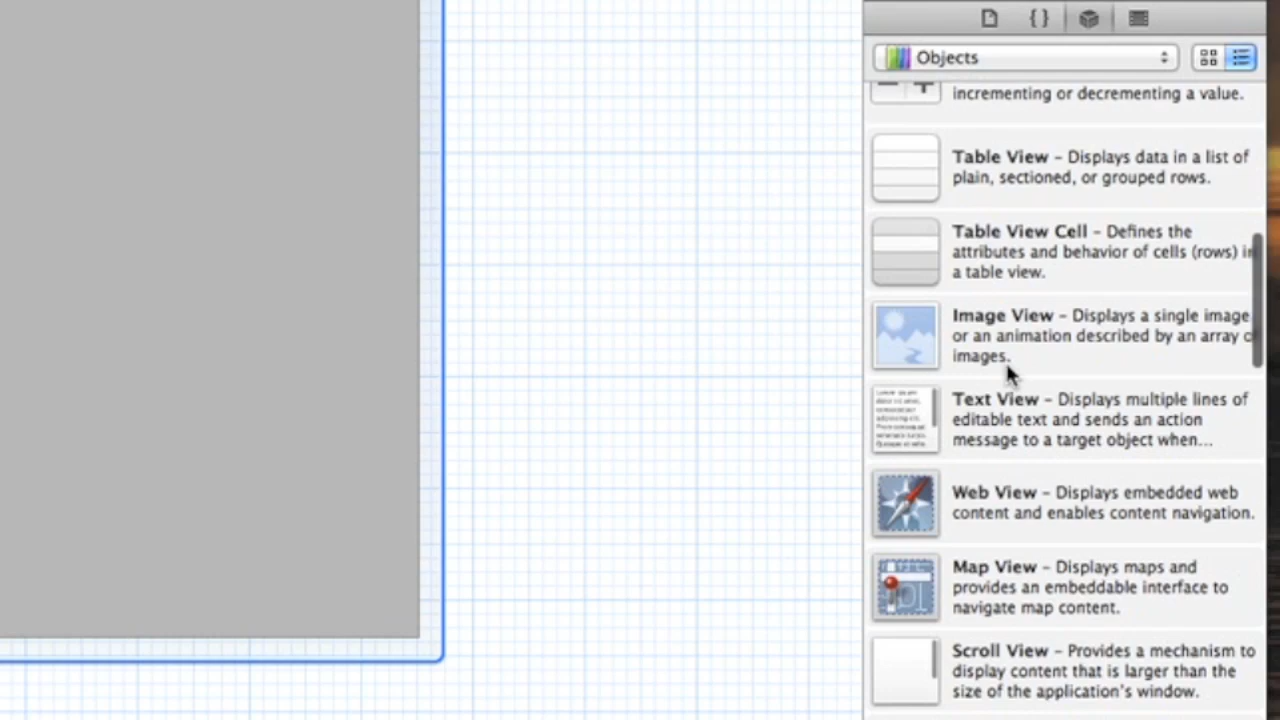 Objects
incrementing or decrementing a value.
Table View – Displays data in a list of
plain, sectioned, or grouped rows.
Table View Cell – Defines the
attributes and behavior of cells (rows) in
a table view.
Image View – Displays a single image
or an animation described by an array of
images.
Text View – Displays multiple lines of
editable text and sends an action
message to a target object when...
Web View – Displays embedded web
content and enables content navigation.
Map View – Displays maps and
provides an embeddable interface to
navigate map content.
Scroll View – Provides a mechanism to
display content that is larger than the
size of the application's window.